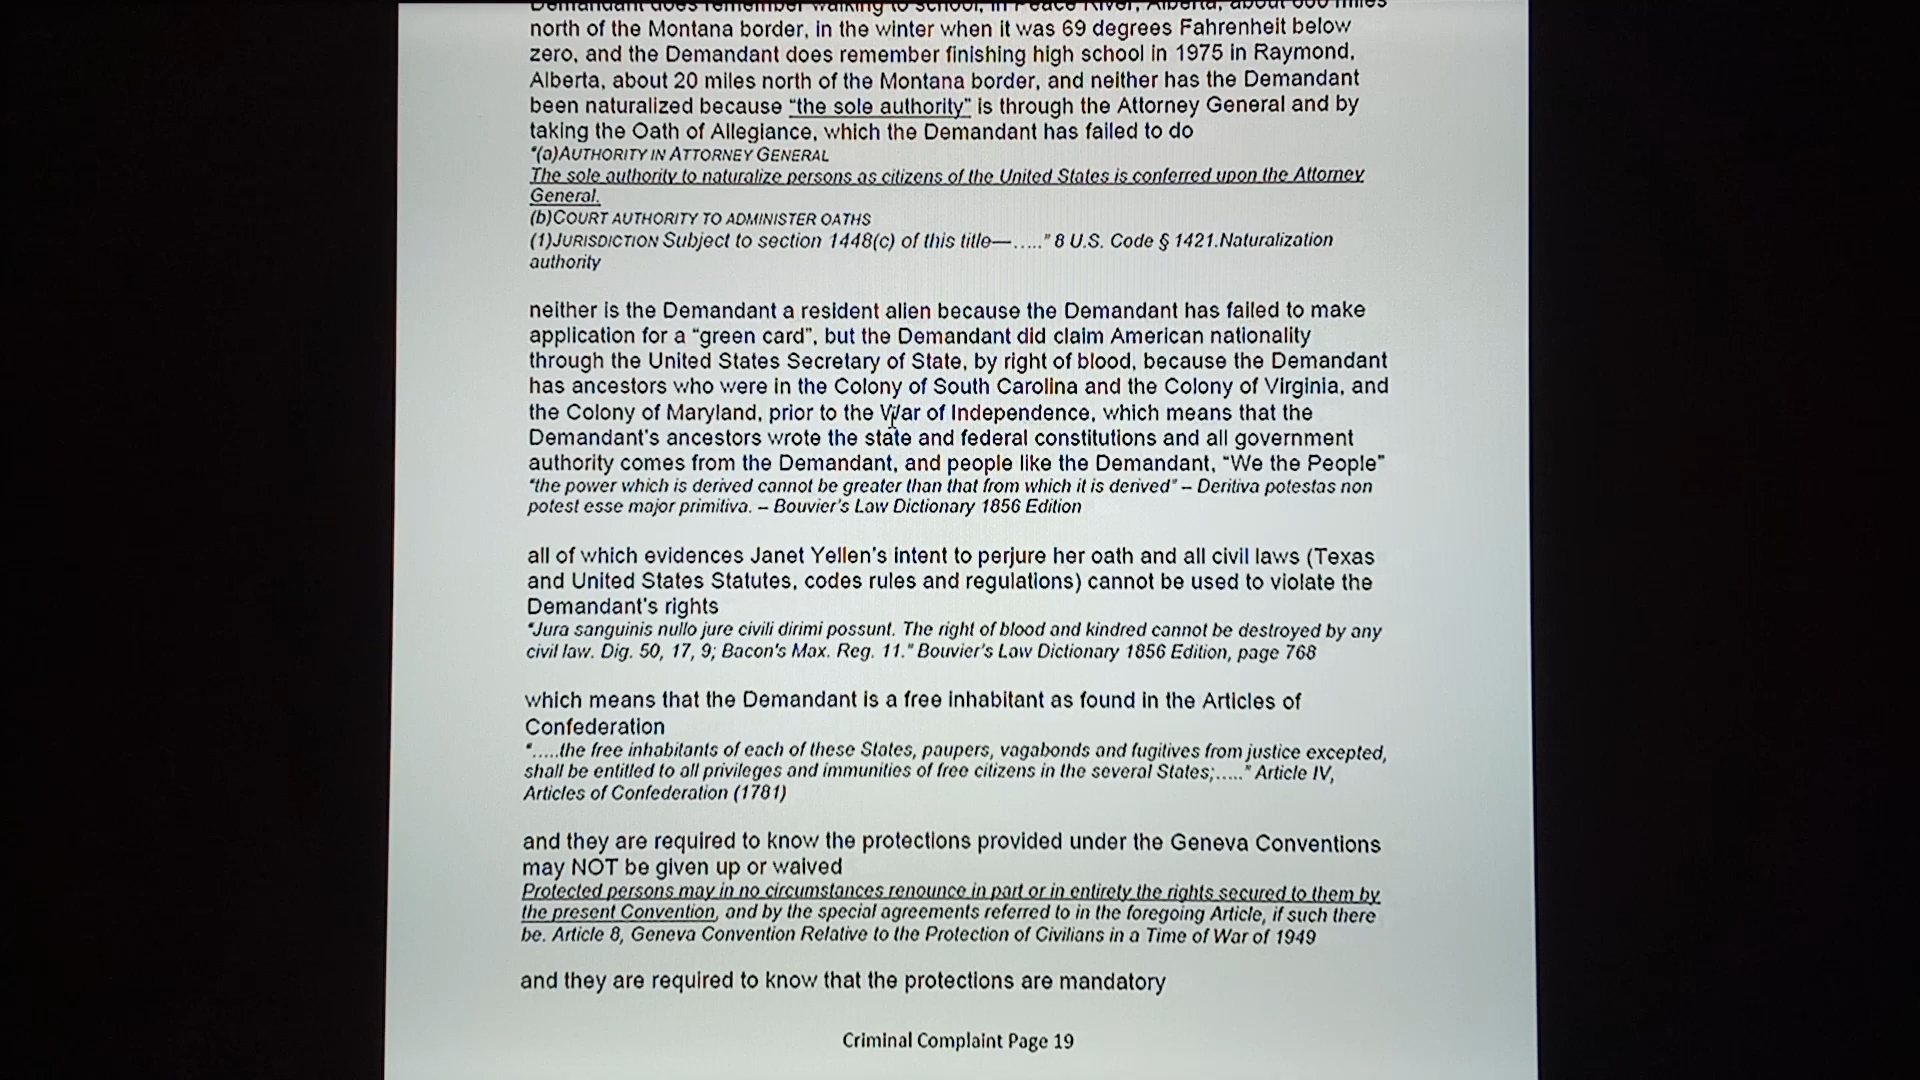 Demandant does remember walking to school, in Peace River, Alberta, about 600 miles
north of the Montana border, in the winter when it was 69 degrees Fahrenheit below
zero, and the Demandant does remember finishing high school in 1975 in Raymond,
Alberta, about 20 miles north of the Montana border, and neither has the Demandant
been naturalized because “the sole authority” is through the Attorney General and by
taking the Oath of Allegiance, which the Demandant has failed to do
“(a)AUTHORITY IN ATTORNEY GENERAL
The sole authority to naturalize persons as citizens of the United States is conferred upon the Attorney
General.
(b)COURT AUTHORITY TO ADMINISTER OATHS
(1)JURISDICTION Subject to section 1448(c) of this title—.....” 8 U.S. Code § 1421.Naturalization
authority
neither is the Demandant a resident alien because the Demandant has failed to make
application for a “green card”, but the Demandant did claim American nationality
through the United States Secretary of State, by right of blood, because the Demandant
has ancestors who were in the Colony of South Carolina and the Colony of Virginia, and
the Colony of Maryland, prior to the War of Independence, which means that the
Demandant's ancestors wrote the state and federal constitutions and all government
authority comes from the Demandant, and people like the Demandant, “We the People”
“the power which is derived cannot be greater than that from which it is derived” – Deritiva potestas non
potest esse major primitiva. – Bouvier's Law Dictionary 1856 Edition
all of which evidences Janet Yellen's intent to perjure her oath and all civil laws (Texas
and United States Statutes, codes rules and regulations) cannot be used to violate the
Demandant's rights
“Jura sanguinis nullo jure civili dirimi possunt. The right of blood and kindred cannot be destroyed by any
civil law. Dig. 50, 17, 9; Bacon's Max. Reg. 11.” Bouvier's Law Dictionary 1856 Edition, page 768
which means that the Demandant is a free inhabitant as found in the Articles of
Confederation
“.....the free inhabitants of each of these States, paupers, vagabonds and fugitives from justice excepted,
shall be entitled to all privileges and immunities of free citizens in the several States;.....” Article IV,
Articles of Confederation (1781)
and they are required to know the protections provided under the Geneva Conventions
may NOT be given up or waived
Protected persons may in no circumstances renounce in part or in entirety the rights secured to them by
the present Convention, and by the special agreements referred to in the foregoing Article, if such there
be. Article 8, Geneva Convention Relative to the Protection of Civilians in a Time of War of 1949
and they are required to know that the protections are mandatory
Criminal Complaint Page 19